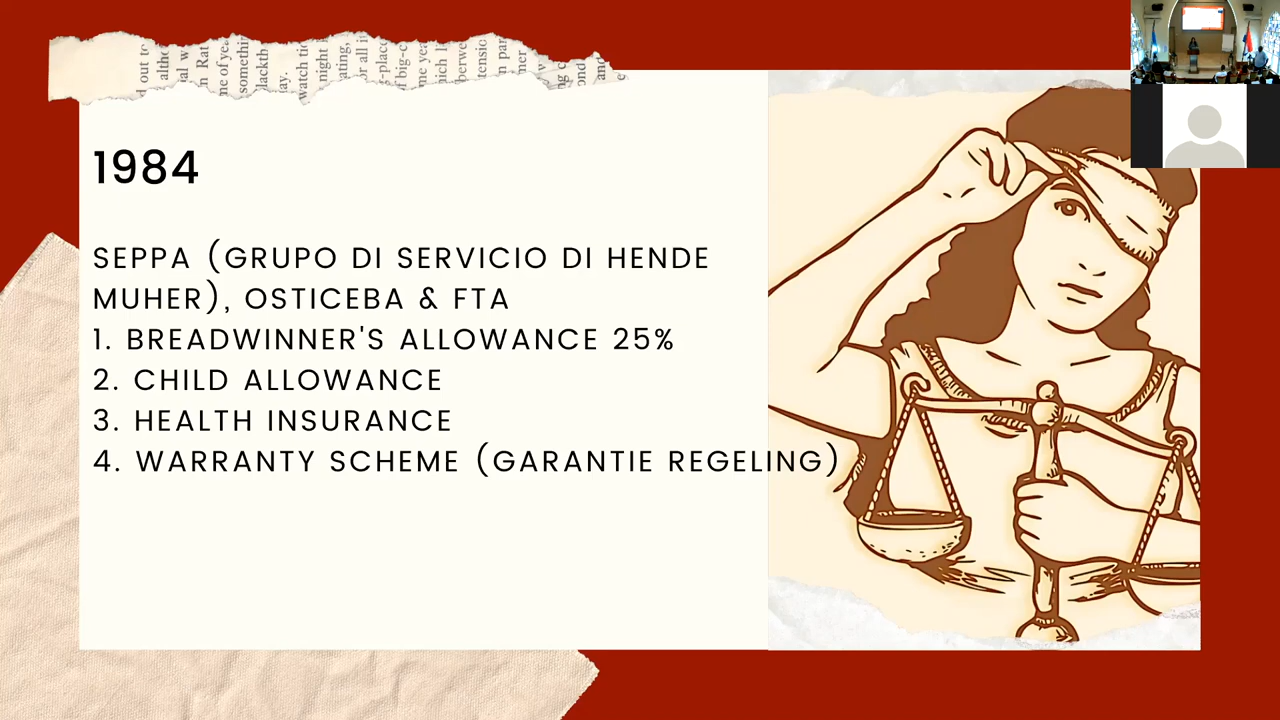 1984
SEPPA (GRUPO DI SERVICIO DI HENDE
MUHER), OSTICEBA & FTA
1. BREADWINNER'S ALLOWANCE 25%
2. CHILD ALLOWANCE
3. HEALTH INSURANCE
4. WARRANTY SCHEME (GARANTIE REGELING)